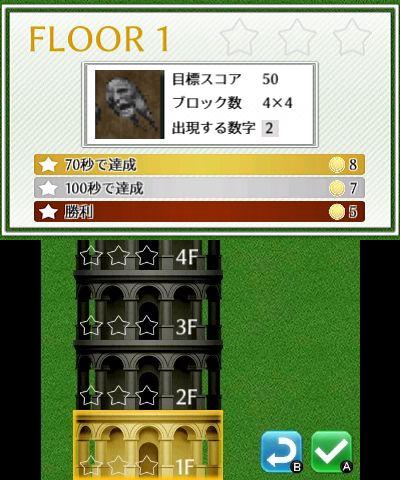 FLOOR 1
目標スコア 50
ブロック数 4×4
出現する数字 2
70秒で達成 8
100秒で達成 7
勝利 5
4F
3F
2F
1F
B
A